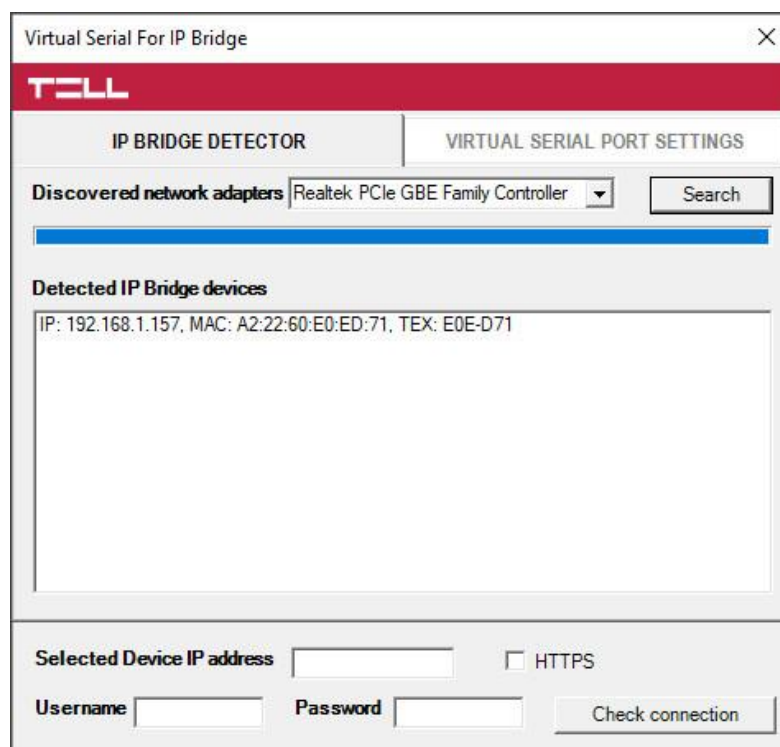 Virtual Serial For IP Bridge
TELL
IP BRIDGE DETECTOR VIRTUAL SERIAL PORT SETTINGS
Discovered network adapters Realtek PCIe GBE Family Controller Search
Detected IP Bridge devices
IP: 192.168.1.157, MAC: A2:22:60:E0:ED:71, TEX: E0E-D71
Selected Device IP address HTTPS
Username Password Check connection